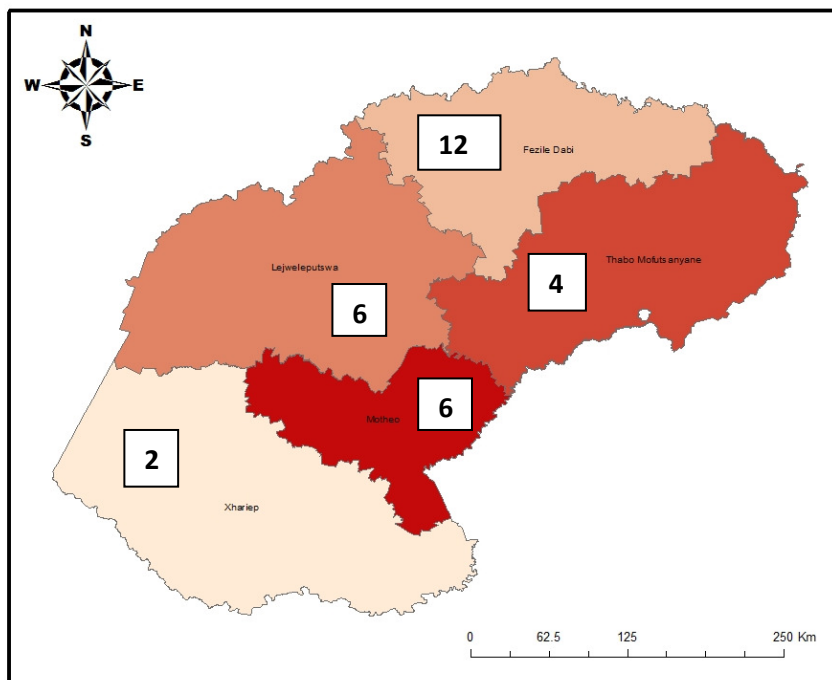 N
W E
S
12
Fezile Dabi
Thabo Mofutsanyane
Lejweleputswa
4
6
6
Motheo
2
Xhariep
0 62.5 125 250 Km